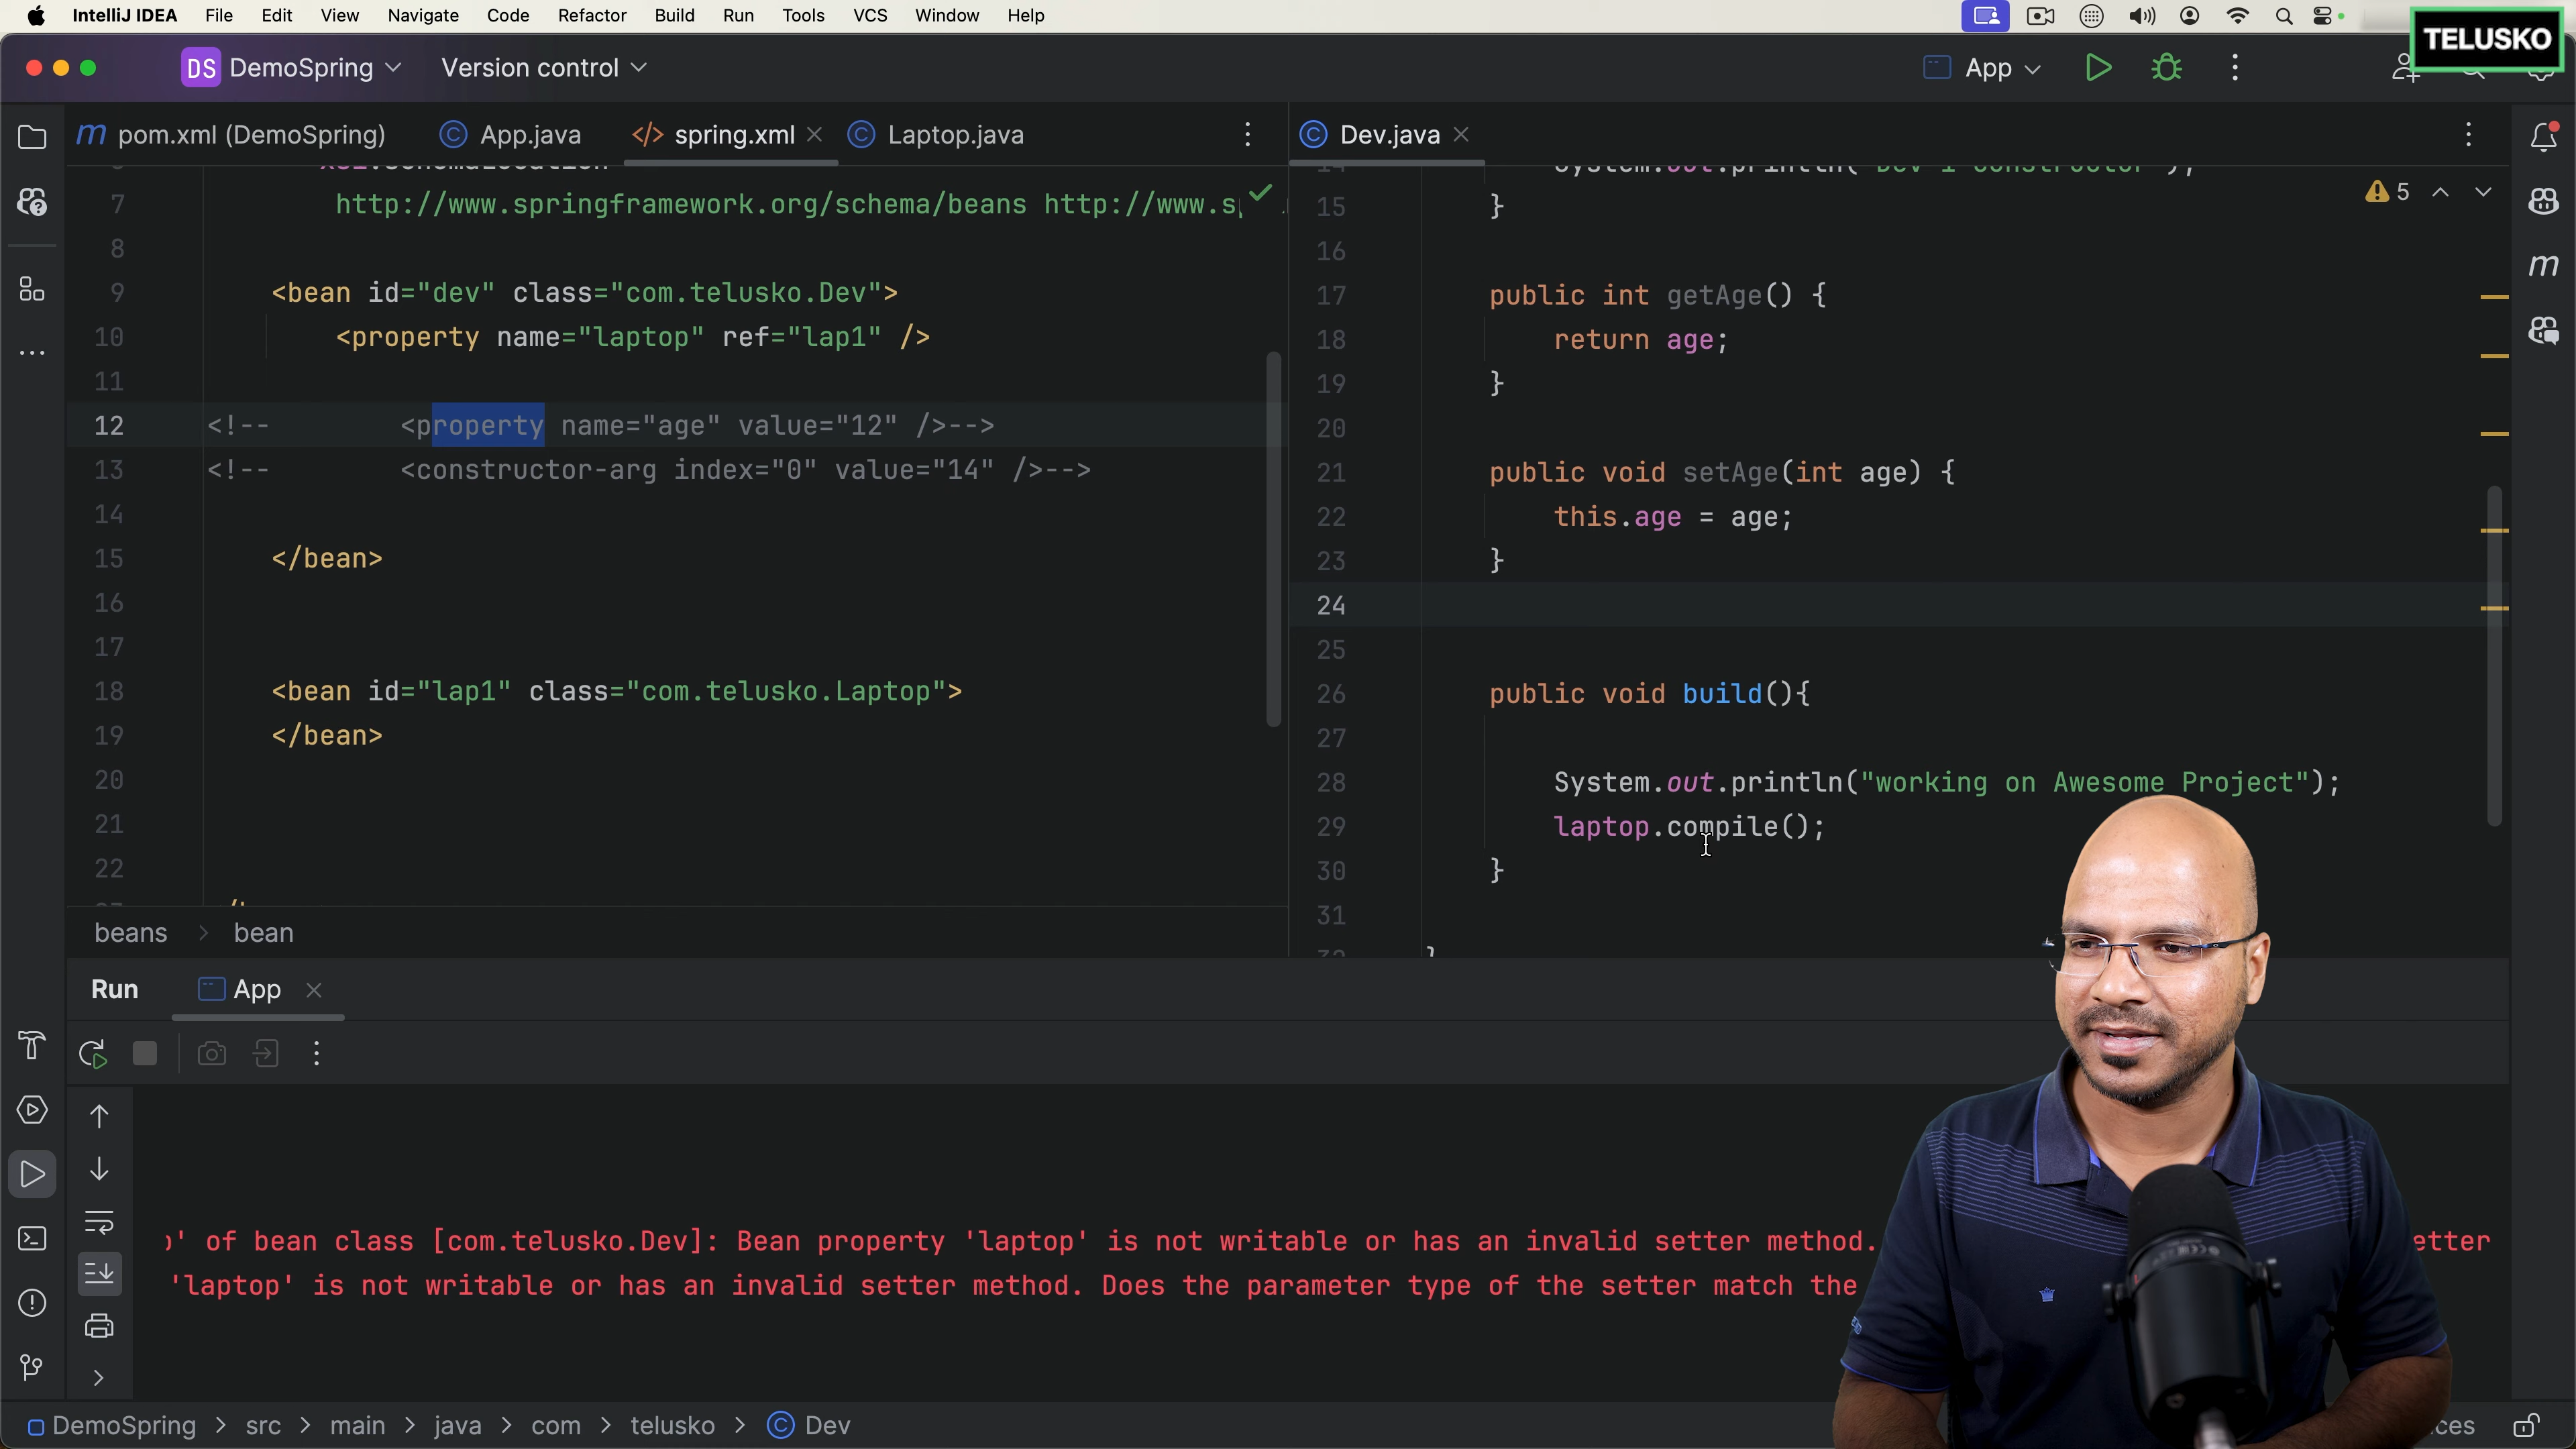 IntelliJ IDEA File Edit View Navigate Code Refactor Build Run Tools VCS Window Help
TELUSKO
DS DemoSpring Version control App
m pom.xml (DemoSpring) App.java </> spring.xml Laptop.java
7 http://www.springframework.org/schema/beans http://www.s
8
9 <bean id="dev" class="com.telusko.Dev">
10 <property name="laptop" ref="lap1" />
11
12 <!-- <property name="age" value="12" />-->
13 <!-- <constructor-arg index="0" value="14" />-->
14
15 </bean>
16
17
18 <bean id="lap1" class="com.telusko.Laptop">
19 </bean>
20
21
22
beans > bean
Dev.java
5
14 System.out.println("Dev 1 Constructor");
15 }
16
17 public int getAge() {
18 return age;
19 }
20
21 public void setAge(int age) {
22 this.age = age;
23 }
24
25
26 public void build(){
27
28 System.out.println("working on Awesome Project");
29 laptop.compile();
30 }
31
32 }
Run App
' of bean class [com.telusko.Dev]: Bean property 'laptop' is not writable or has an invalid setter method.
'laptop' is not writable or has an invalid setter method. Does the parameter type of the setter match the
DemoSpring > src > main > java > com > telusko > Dev